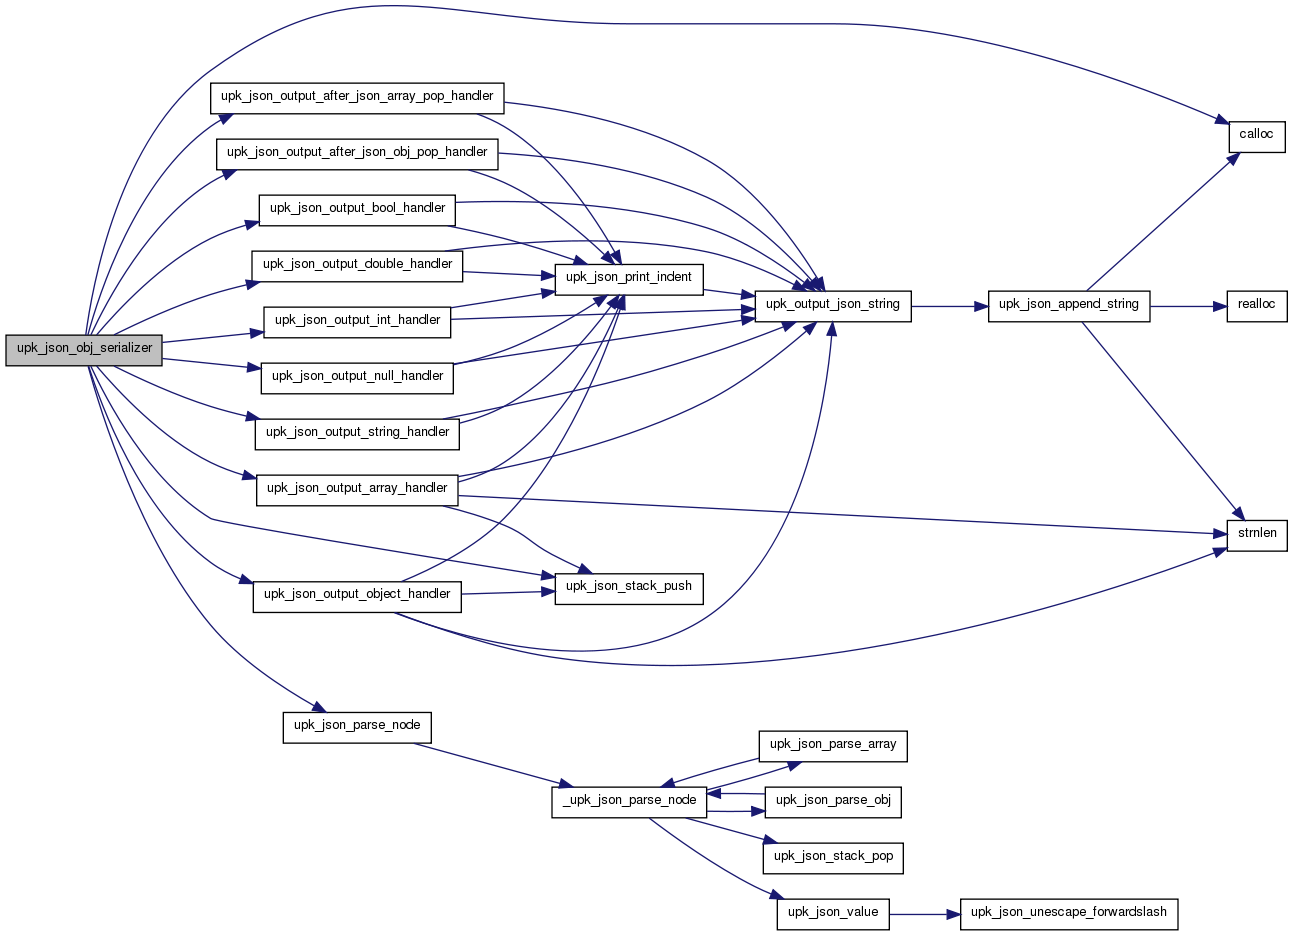 upk_json_obj_serializer
upk_json_output_after_json_array_pop_handler
upk_json_output_after_json_obj_pop_handler
upk_json_output_bool_handler
upk_json_output_double_handler
upk_json_output_int_handler
upk_json_output_null_handler
upk_json_output_string_handler
upk_json_output_array_handler
upk_json_output_object_handler
upk_json_parse_node
upk_json_print_indent
upk_json_stack_push
_upk_json_parse_node
upk_output_json_string
upk_json_parse_array
upk_json_parse_obj
upk_json_stack_pop
upk_json_value
upk_json_append_string
upk_json_unescape_forwardslash
calloc
realloc
strnlen